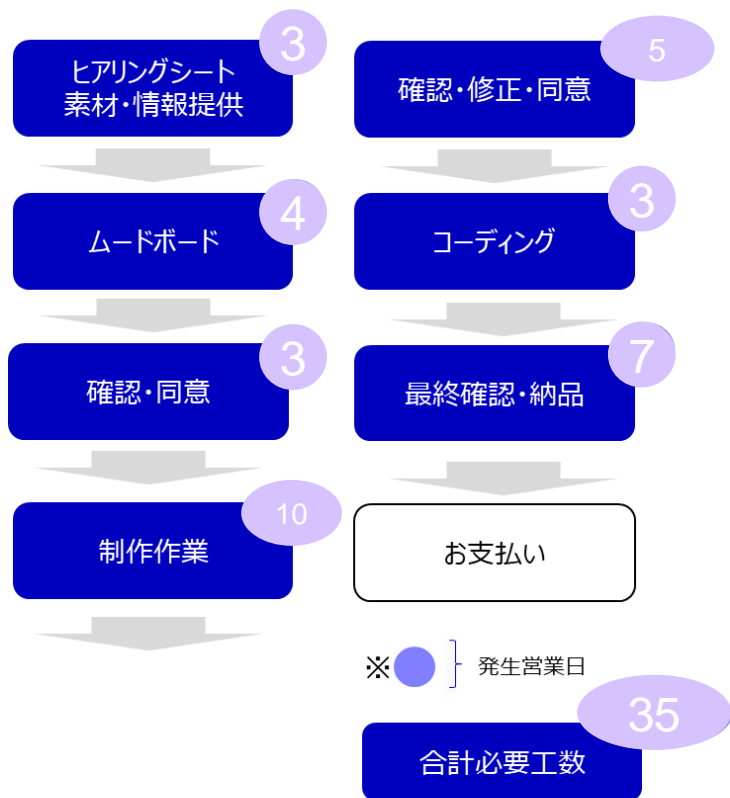 3
ヒアリングシート
素材・情報提供
4
ムードボード
3
確認・同意
10
制作作業
5
確認・修正・同意
3
コーディング
7
最終確認・納品
お支払い
※
発生営業日
35
合計必要工数